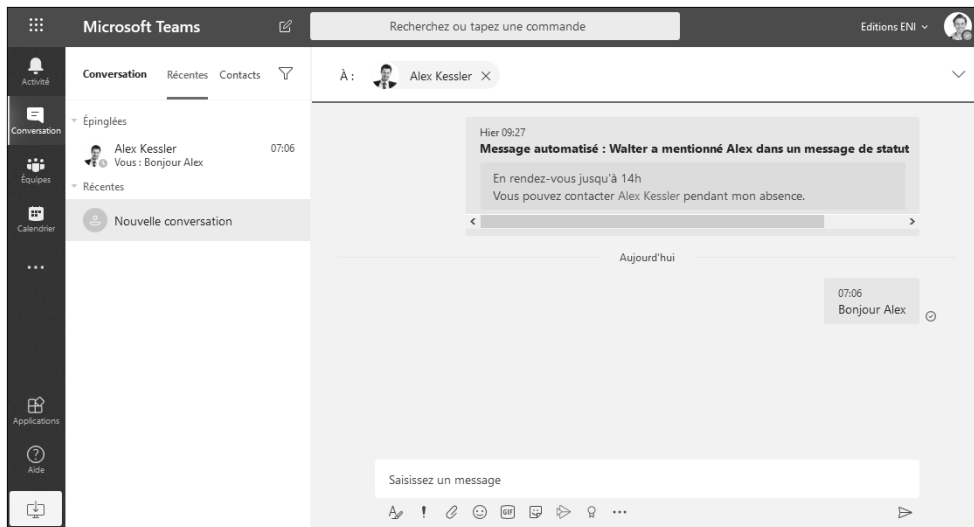 Microsoft Teams
Recherchez ou tapez une commande
Editions ENI
Activité
Conversation
Équipes
Calendrier
Applications
Aide
Conversation Récentes Contacts
Épinglées
Alex Kessler 07:06
Vous : Bonjour Alex
Récentes
Nouvelle conversation
À : Alex Kessler
Hier 09:27
Message automatisé : Walter a mentionné Alex dans un message de statut
En rendez-vous jusqu'à 14h
Vous pouvez contacter Alex Kessler pendant mon absence.
Aujourd'hui
07:06
Bonjour Alex
Saisissez un message
GIF